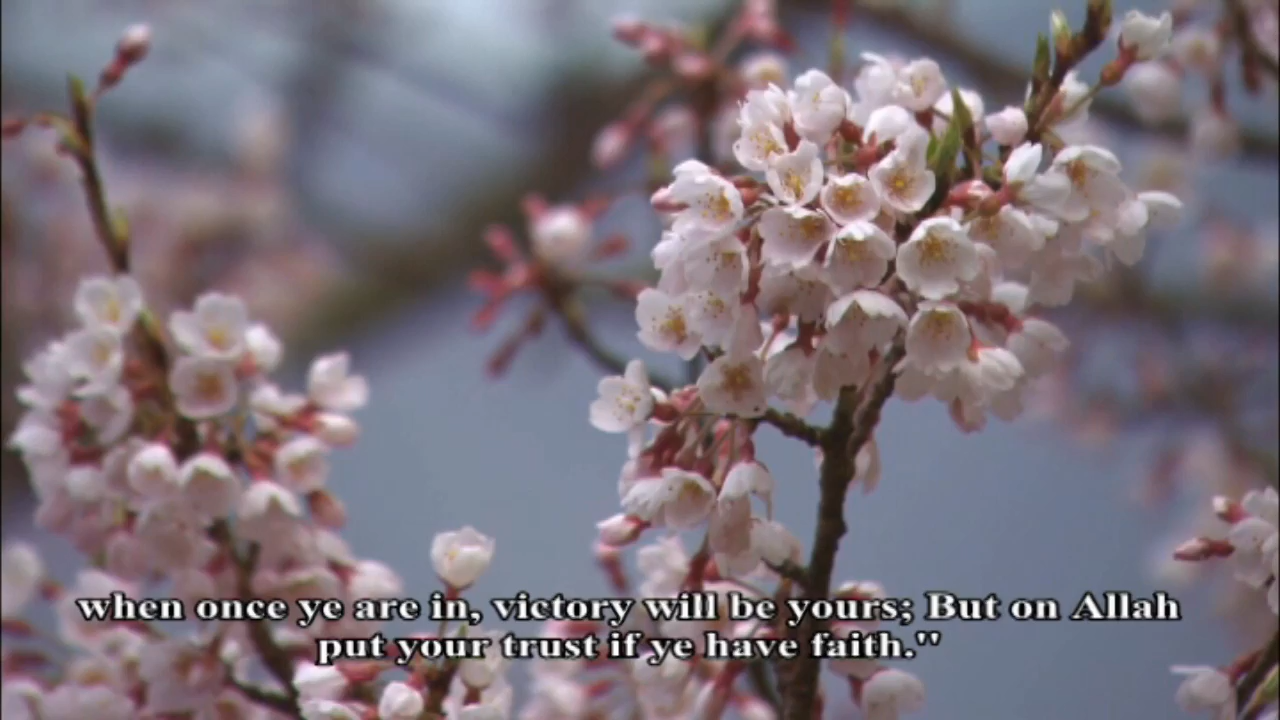 when once ye are in, victory will be yours; But on Allah
put your trust if ye have faith."